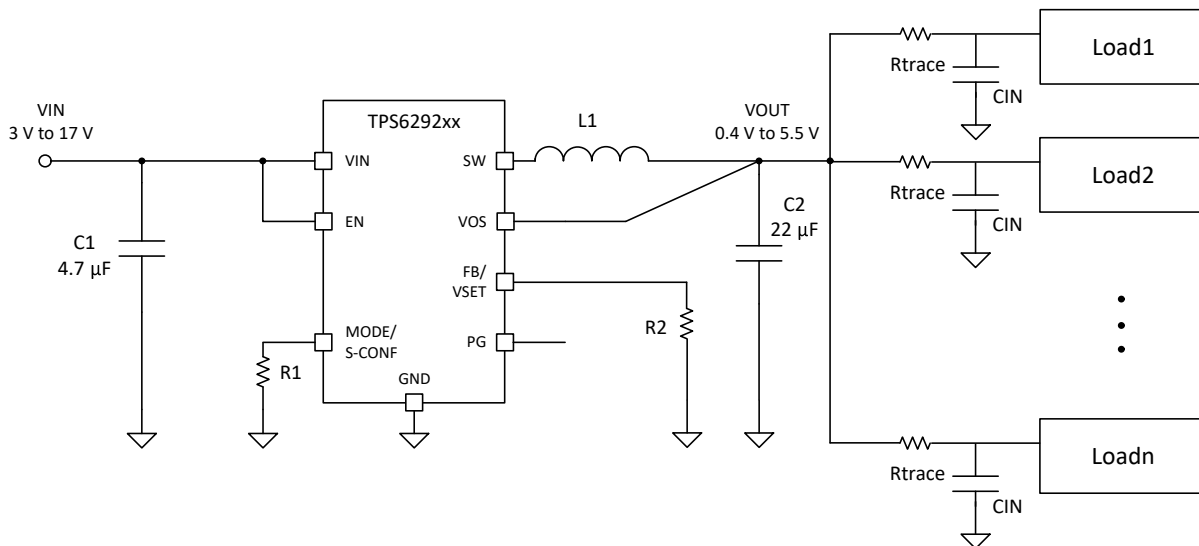 Load1
Rtrace
CIN
VIN
3 V to 17 V
TPS6292xx
L1
VOUT
0.4 V to 5.5 V
Load2
VIN
SW
Rtrace
CIN
EN
VOS
C1
4.7 µF
C2
22 µF
FB/
VSET
MODE/
S-CONF
PG
R2
R1
GND
Loadn
Rtrace
CIN